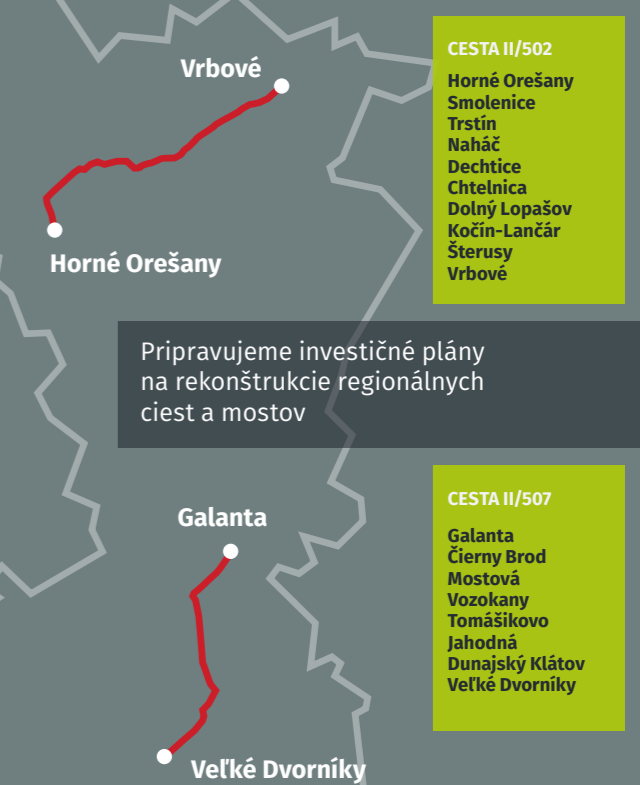 Vrbové
Horné Orešany
CESTA II/502
Horné Orešany
Smolenice
Trstín
Naháč
Dechtice
Chtelnica
Dolný Lopašov
Kočín-Lančár
Šterusy
Vrbové
Pripravujeme investičné plány
na rekonštrukcie regionálnych
ciest a mostov
Galanta
Veľké Dvorníky
CESTA II/507
Galanta
Čierny Brod
Mostová
Vozokany
Tomášikovo
Jahodná
Dunajský Klátov
Veľké Dvorníky